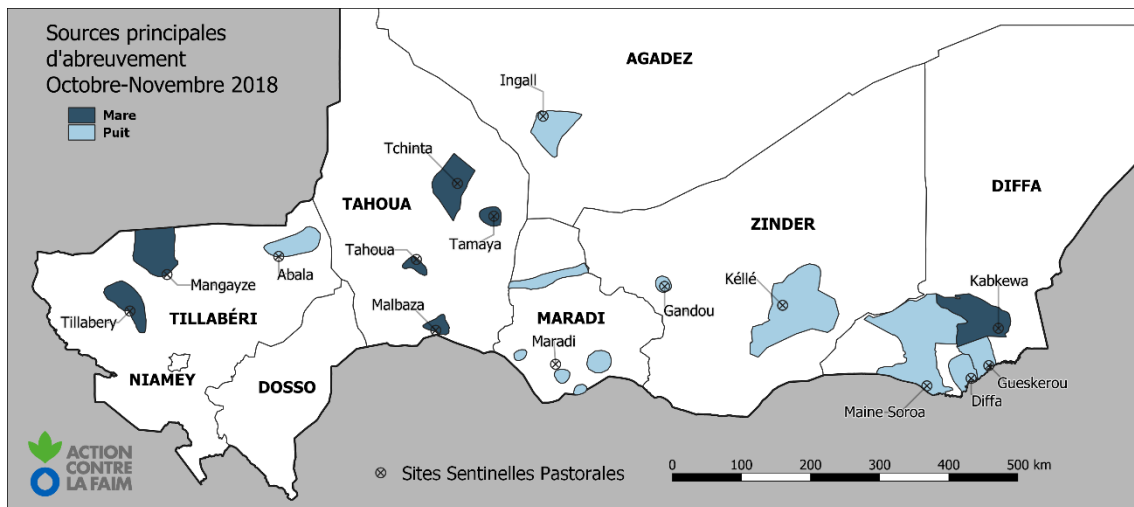 Sources principales
d'abreuvement
Octobre-Novembre 2018
Mare
Puit
AGADEZ
Ingall
Tchinta
DIFFA
TAHOUA
ZINDER
Tamaya
Tahoua
Abala
Mangayze
Kabkewa
Kéllé
Gandou
Malbaza
Tillabery
TILLABÉRI
MARADI
Maradi
NIAMEY
DOSSO
Gueskerou
Diffa
Maine-Soroa
ACTION
CONTRE
LA FAIM
Sites Sentinelles Pastorales
0 100 200 300 400 500 km